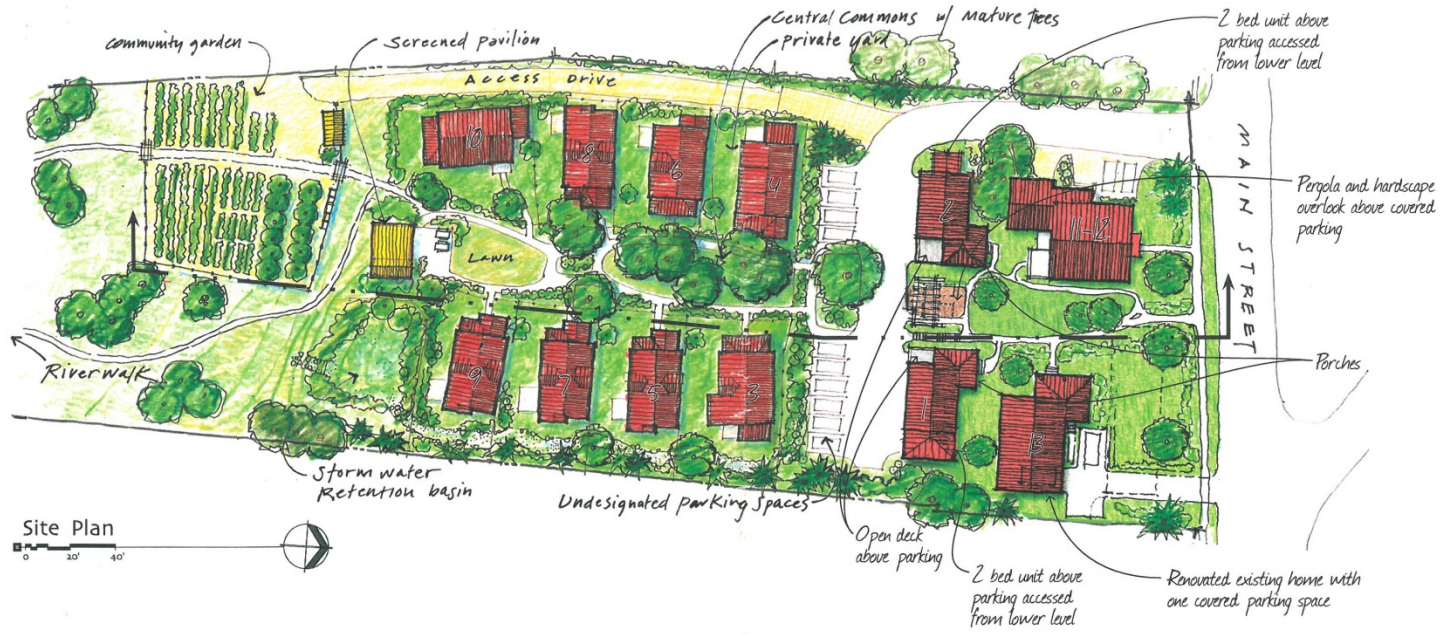 community garden
Screened pavilion
Central Commons w/ Mature Trees
private yard
2 bed unit above
parking accessed
from lower level
Access Drive
MAIN STREET
Pergola and hardscape
overlook above covered
parking
10
8
6
4
2
11-12
Lawn
Porches
Riverwalk
9
7
5
3
1
13
Storm water
Retention basin
Undesignated parking spaces
Open deck
above parking
2 bed unit above
parking accessed
from lower level
Renovated existing home with
one covered parking space
Site Plan
0 20' 40'